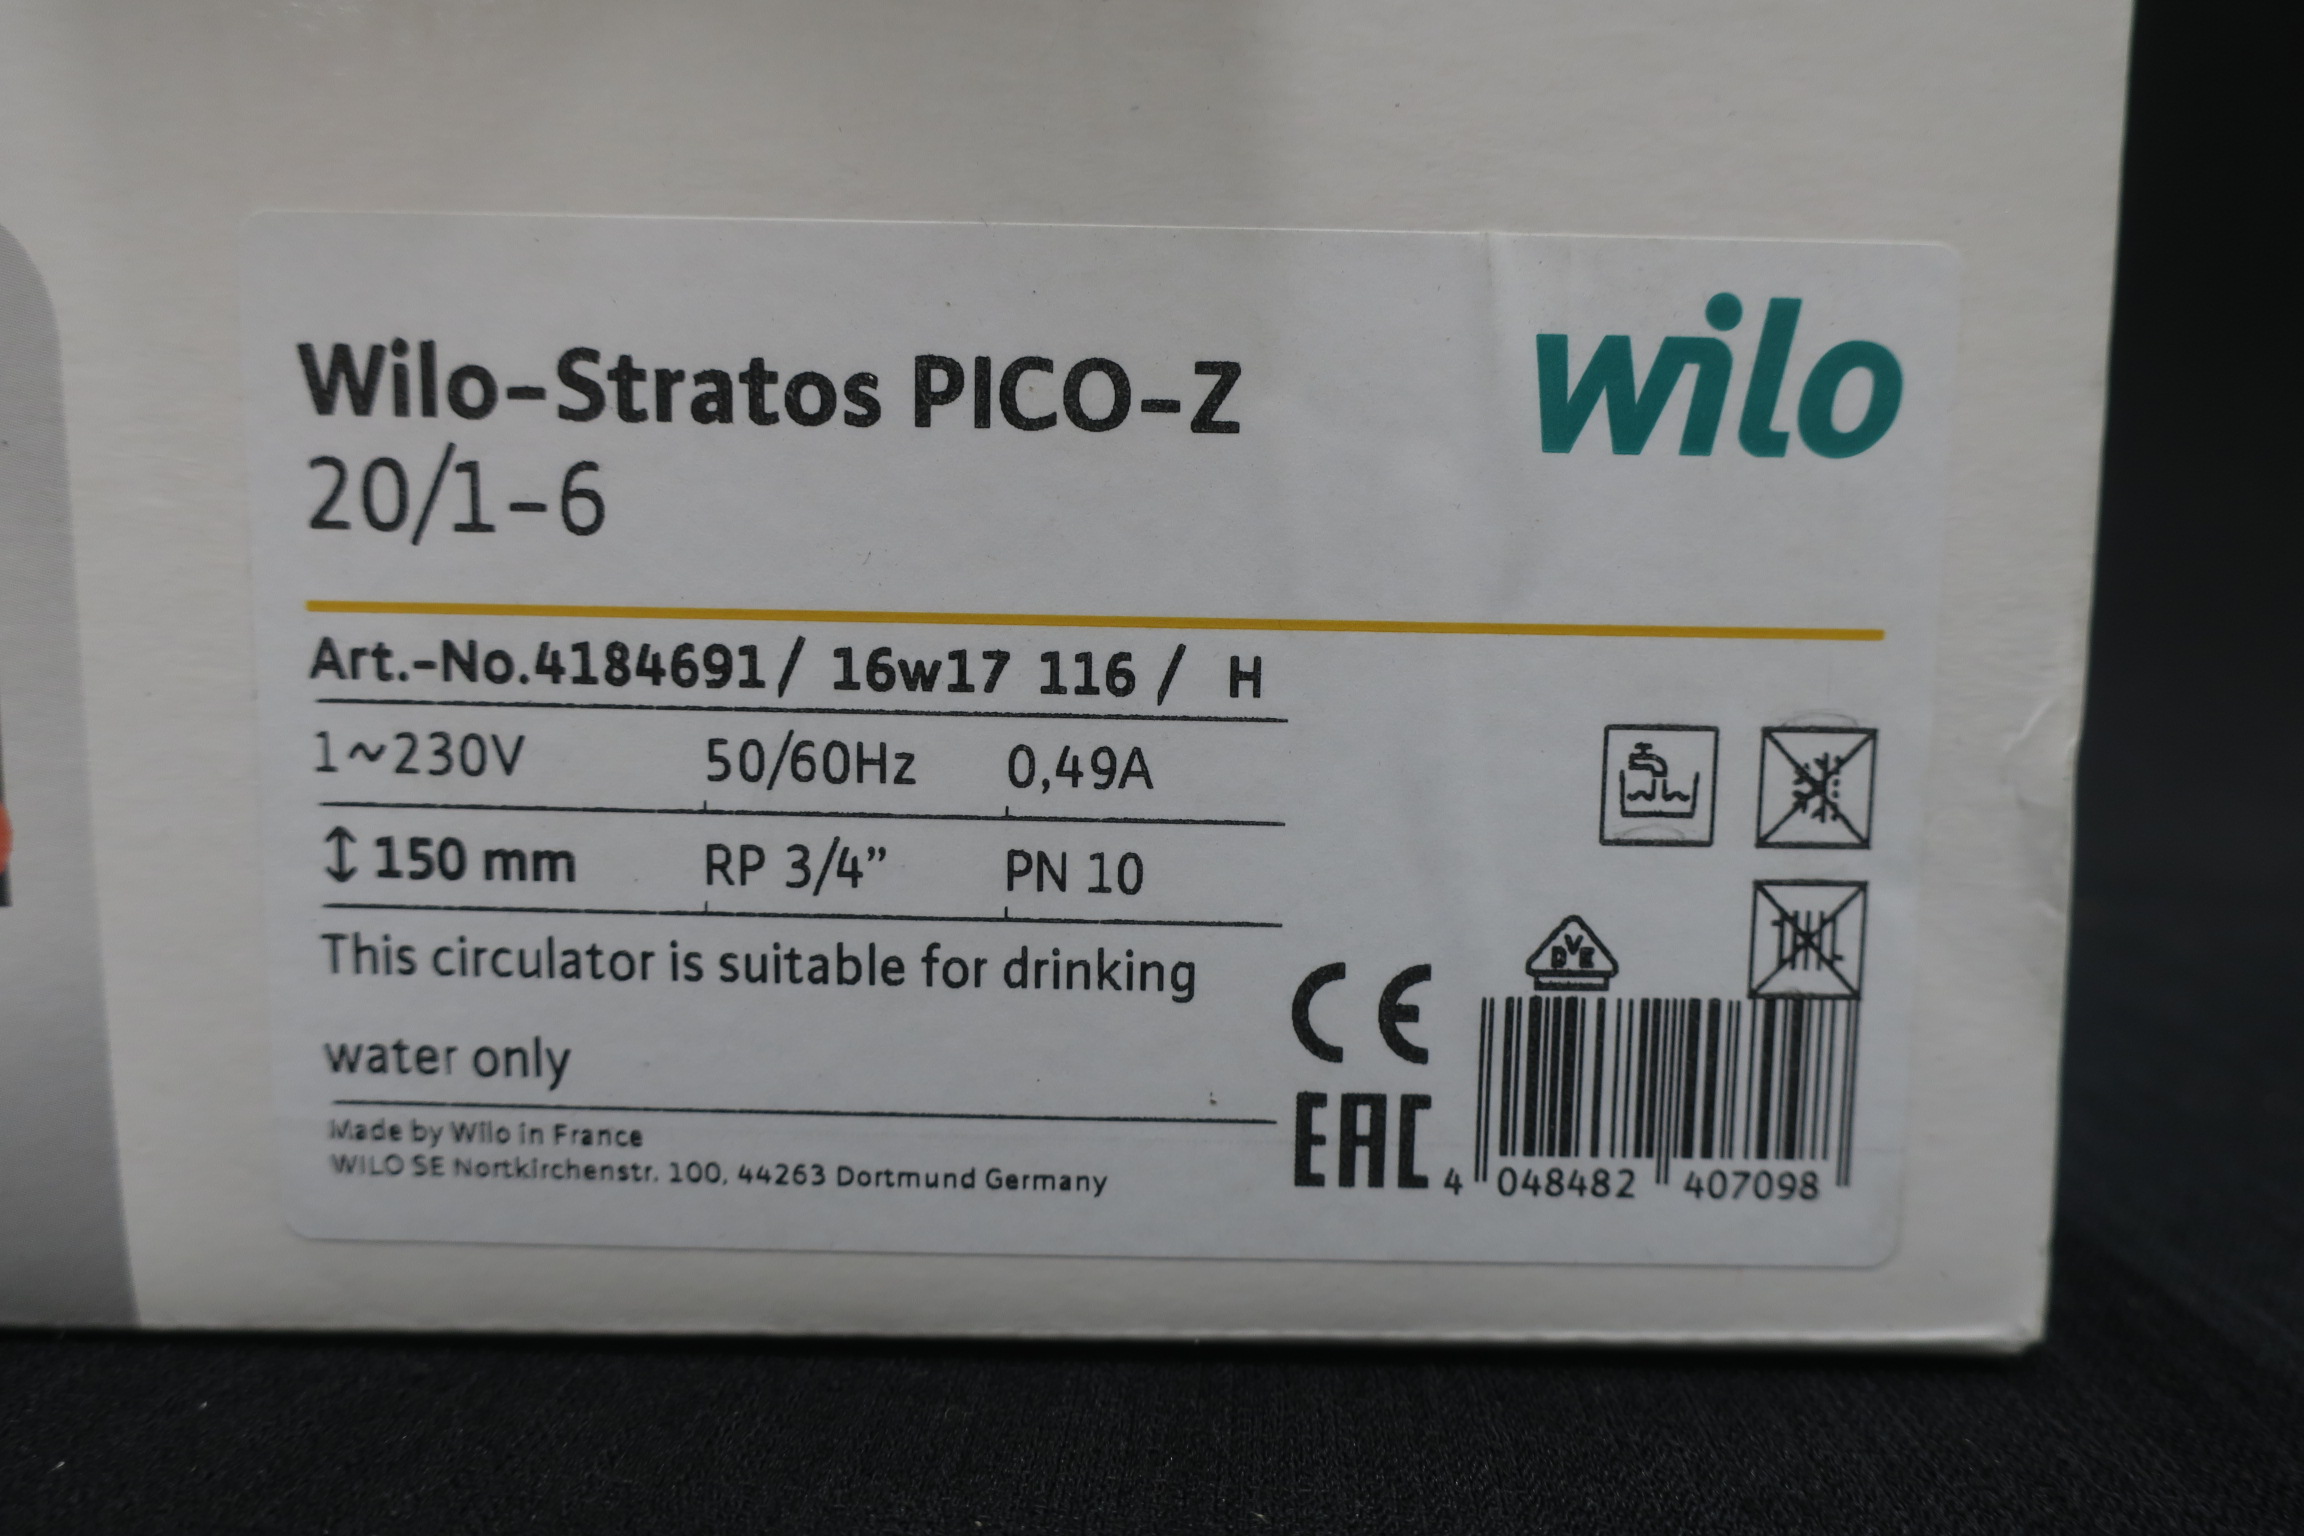 Wilo-Stratos PICO-Z
wilo
20/1-6
Art.-No.4184691/ 16w17 116 / H
1~230V 50/60Hz 0,49A
↕ 150 mm RP 3/4” PN 10
This circulator is suitable for drinking
water only
Made by Wilo in France
WILO SE Nortkirchenstr. 100, 44263 Dortmund Germany
DVE
CE
EAC
4 048482 407098